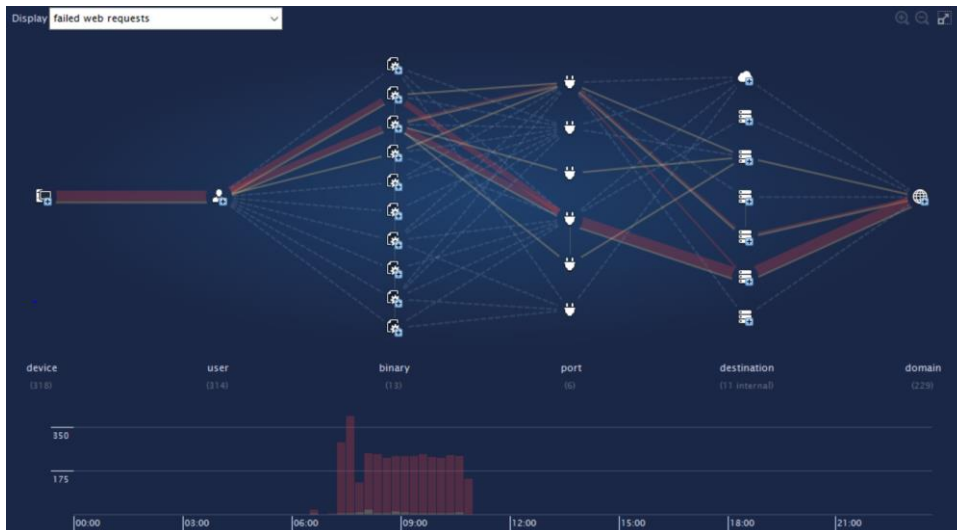 Display failed web requests
device user binary port destination domain
(318) (314) (13) (6) (11 internal) (229)
350
175
00:00 03:00 06:00 09:00 12:00 15:00 18:00 21:00